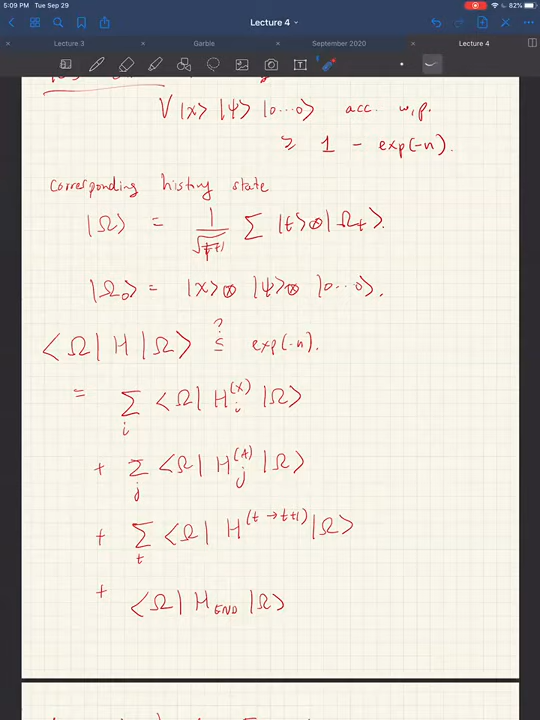 5:09 PM Tue Sep 29
82%
Lecture 4
Lecture 3
Garbie
September 2020
Lecture 4
V |x> |ψ> |0...0> acc. w.p.
≥ 1 - exp(-n).
corresponding history state
|Ω> = 1/√(T+1) Σ |t>⊗|Ω_t>.
|Ω_0> = |x>⊗ |ψ>⊗ |0...0>.
<Ω| H |Ω> ≤? exp(-n).
= Σ_i <Ω| H_i^(X) |Ω>
+ Σ_j <Ω| H_j^(A) |Ω>
+ Σ_t <Ω| H^(t→t+1) |Ω>
+ <Ω| H_END |Ω>